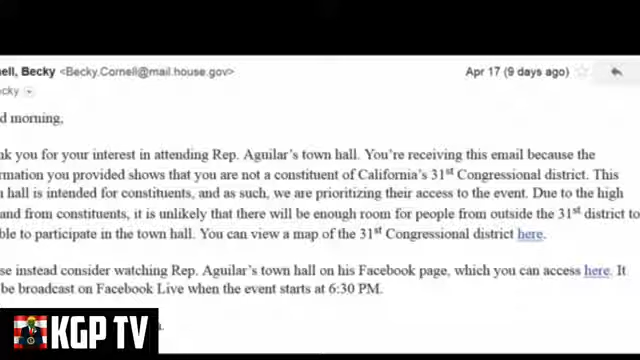 nell, Becky <Becky.Cornell@mail.house.gov> Apr 17 (9 days ago)
ecky
d morning,
nk you for your interest in attending Rep. Aguilar's town hall. You're receiving this email because the
rmation you provided shows that you are not a constituent of California's 31st Congressional district. This
n hall is intended for constituents, and as such, we are prioritizing their access to the event. Due to the high
and from constituents, it is unlikely that there will be enough room for people from outside the 31st district to
ble to participate in the town hall. You can view a map of the 31st Congressional district here.
se instead consider watching Rep. Aguilar's town hall on his Facebook page, which you can access here. It
be broadcast on Facebook Live when the event starts at 6:30 PM.
KGP TV